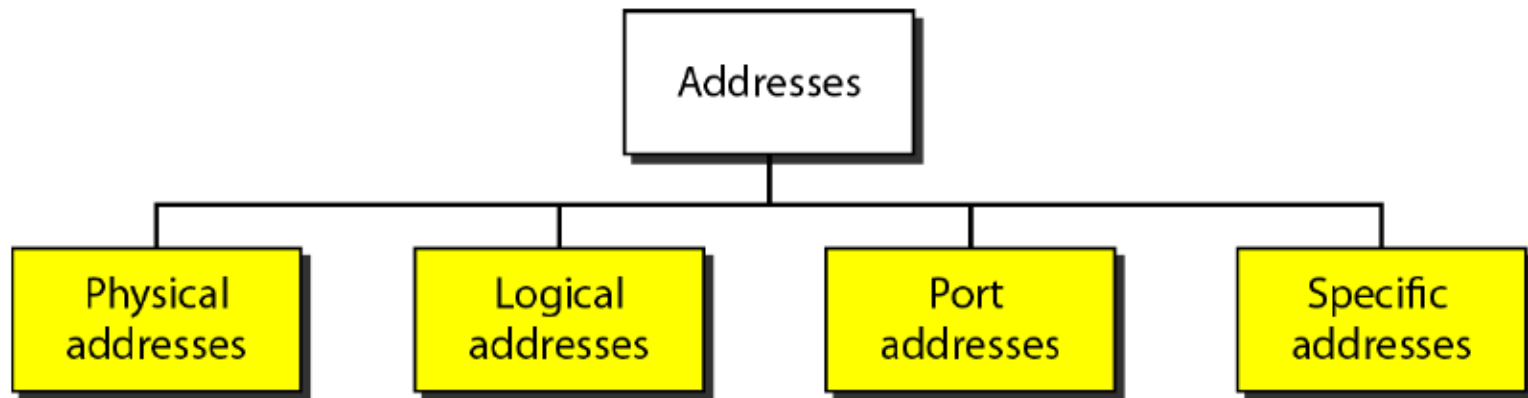 Addresses
Physical
addresses
Logical
addresses
Port
addresses
Specific
addresses